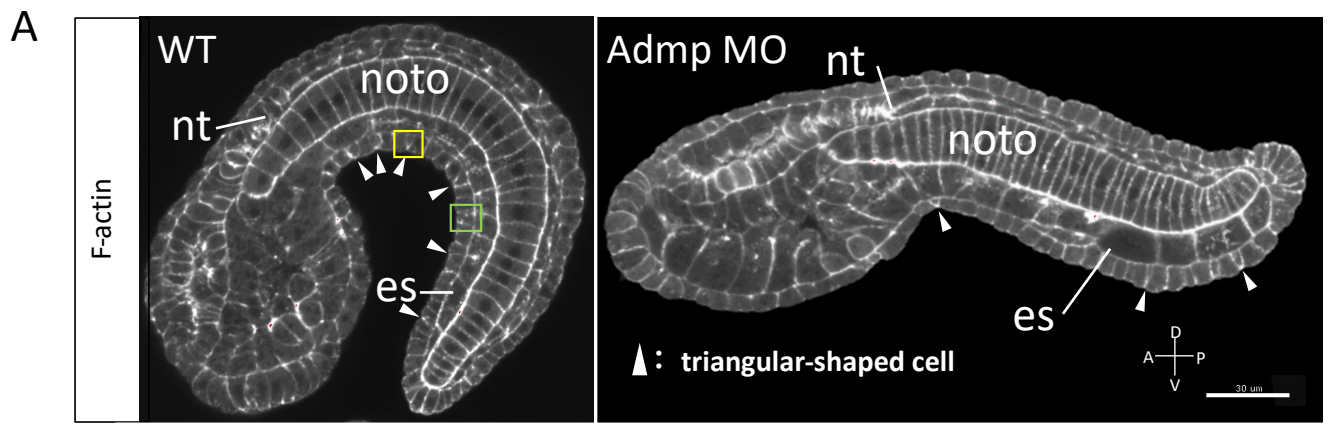 A
F-actin
WT
noto
nt
es
Admp MO
nt
noto
es
: triangular-shaped cell
D
A P
V
30 um